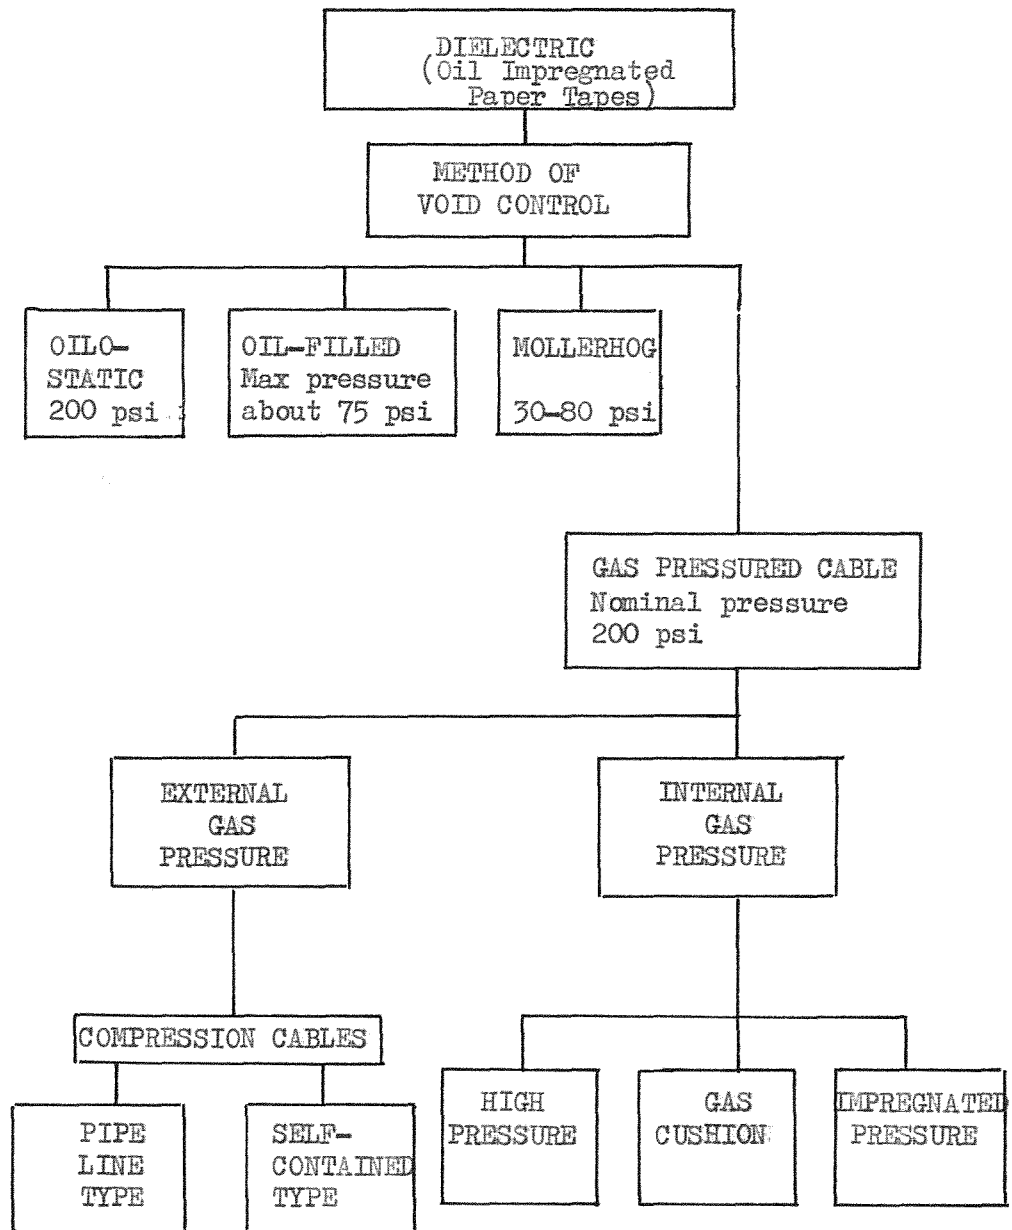 DIELECTRIC
(Oil Impregnated
Paper Tapes)
METHOD OF
VOID CONTROL
OILO-
STATIC
200 psi
OIL-FILLED
Max pressure
about 75 psi
MOLLERHOG
30-80 psi
GAS PRESSURED CABLE
Nominal pressure
200 psi
EXTERNAL
GAS
PRESSURE
INTERNAL
GAS
PRESSURE
COMPRESSION CABLES
PIPE
LINE
TYPE
SELF-
CONTAINED
TYPE
HIGH
PRESSURE
GAS
CUSHION
IMPREGNATED
PRESSURE